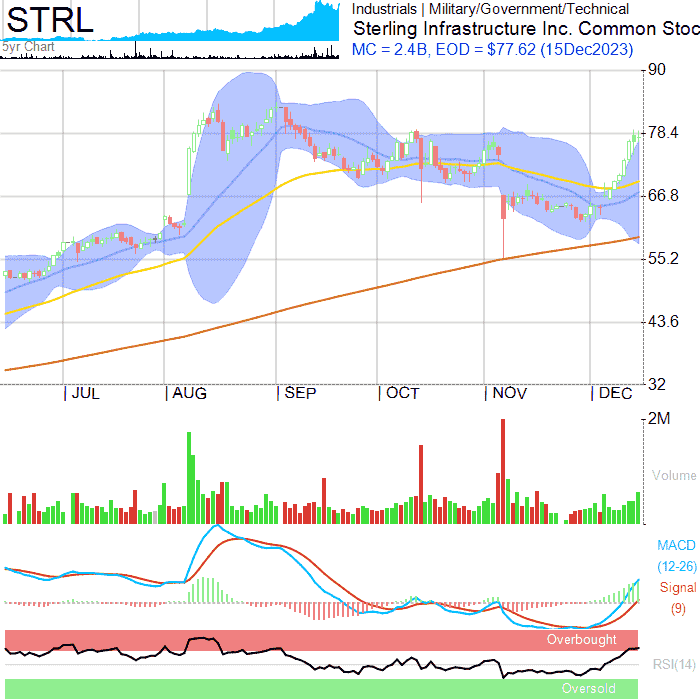 STRL
5yr Chart
Industrials | Military/Government/Technical
Sterling Infrastructure Inc. Common Stoc
MC = 2.4B, EOD = $77.62 (15Dec2023)
90
78.4
66.8
55.2
43.6
32
JUL AUG SEP OCT NOV DEC
2M
Volume
MACD
(12-26)
Signal
(9)
Overbought
RSI(14)
Oversold